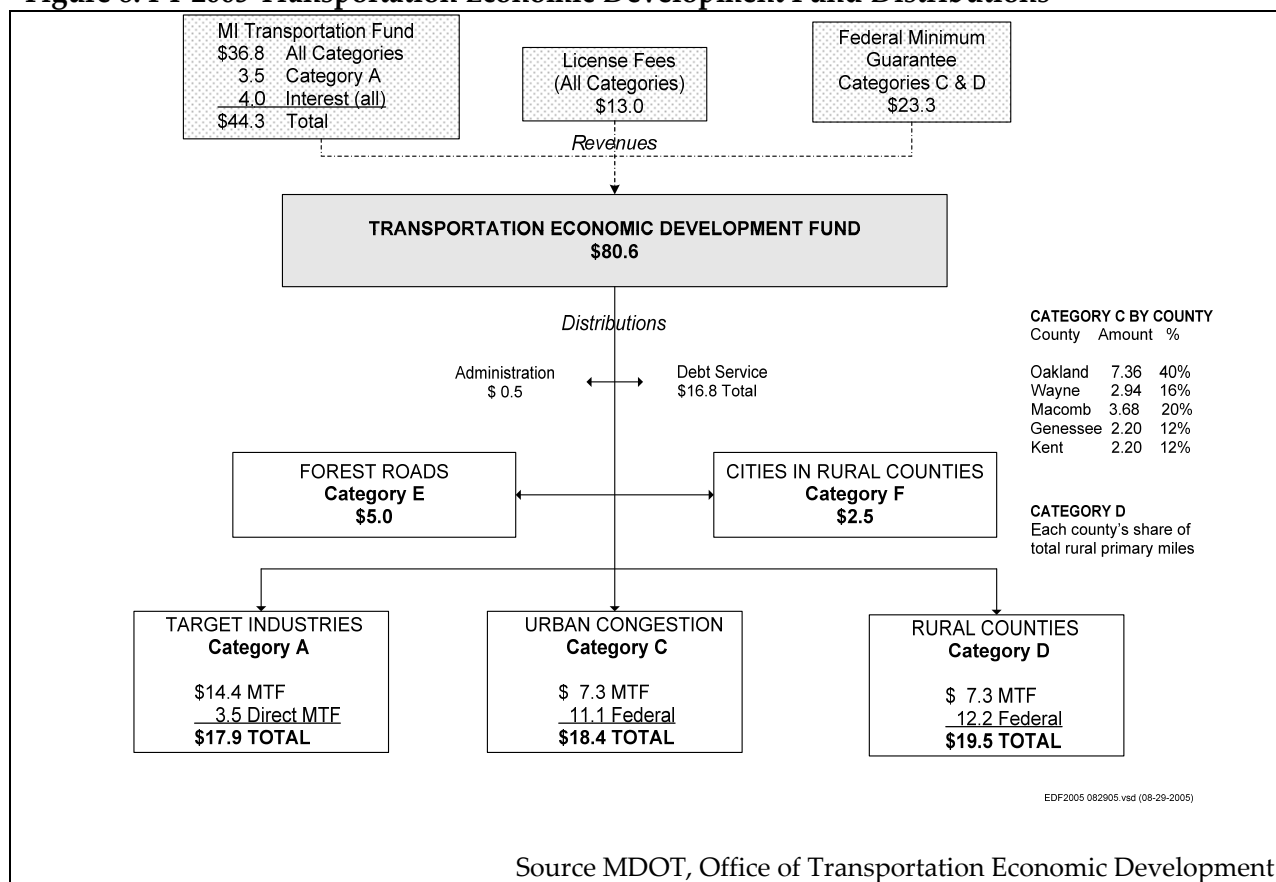 Figure FY 2005 Transportation Economic Development Fund Distributions
MI Transportation Fund
$36.8 All Categories
3.5 Category A
4.0 Interest (all)
$44.3 Total
License Fees
(All Categories)
$13.0
Federal Minimum
Guarantee
Categories C & D
$23.3
Revenues
TRANSPORTATION ECONOMIC DEVELOPMENT FUND
$80.6
Distributions
Administration
$ 0.5
Debt Service
$16.8 Total
CATEGORY C BY COUNTY
County Amount %
Oakland 7.36 40%
Wayne 2.94 16%
Macomb 3.68 20%
Genessee 2.20 12%
Kent 2.20 12%
FOREST ROADS
Category E
$5.0
CITIES IN RURAL COUNTIES
Category F
$2.5
CATEGORY D
Each county's share of
total rural primary miles
TARGET INDUSTRIES
Category A
$14.4 MTF
3.5 Direct MTF
$17.9 TOTAL
URBAN CONGESTION
Category C
$ 7.3 MTF
11.1 Federal
$18.4 TOTAL
RURAL COUNTIES
Category D
$ 7.3 MTF
12.2 Federal
$19.5 TOTAL
EDF2005 082905.vsd (08-29-2005)
Source MDOT, Office of Transportation Economic Development